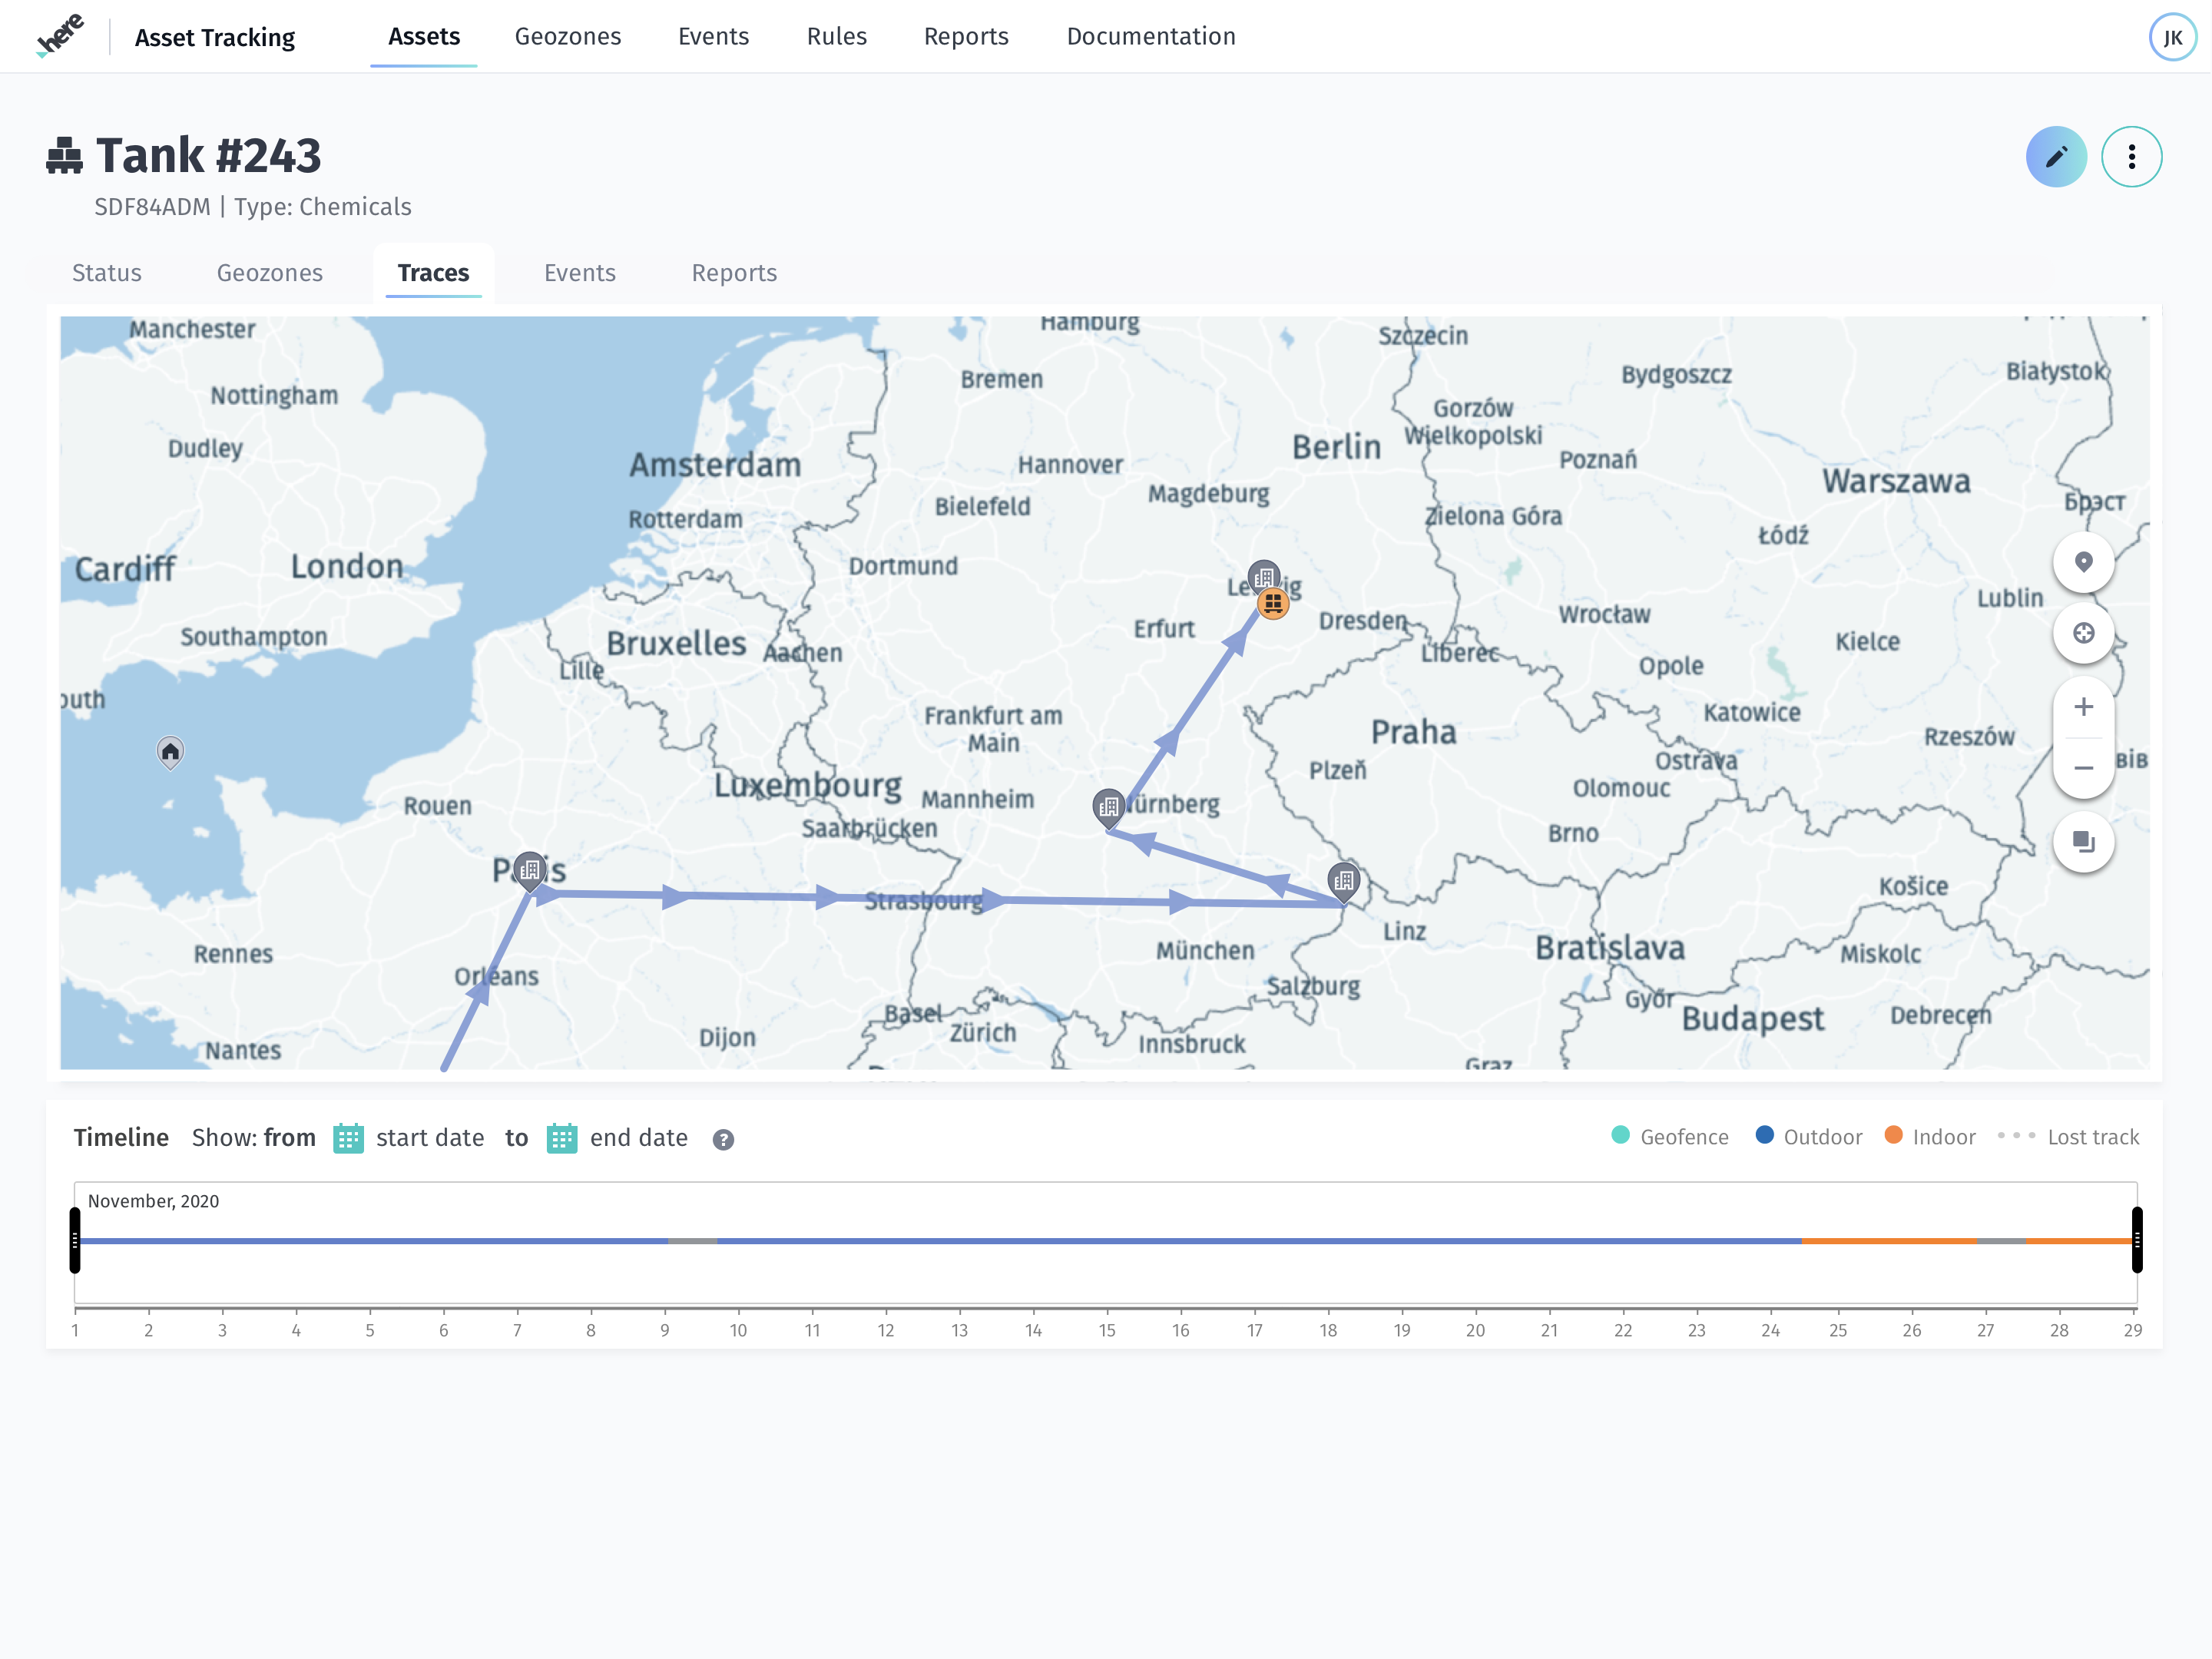 here Asset Tracking Assets Geozones Events Rules Reports Documentation JK
Tank #243
SDF84ADM | Type: Chemicals
Status Geozones Traces Events Reports
Manchester
Hamburg
Szczecin
Nottingham
Bremen
Bydgoszcz
Białystok
Dudley
Gorzów
Wielkopolski
Amsterdam
Hannover
Berlin
Poznań
Magdeburg
Warszawa
Rotterdam
Bielefeld
Zielona Góra
Брэст
Cardiff
London
Dortmund
Łódź
Lublin
Southampton
Bruxelles
Aachen
Erfurt
Dresden
Wrocław
Kielce
Lille
Liberec
Opole
outh
Frankfurt am
Main
Praha
Katowice
Rzeszów
Plzeň
Ostrava
Luxembourg
Mannheim
Olomouc
Rouen
ürnberg
Saarbrücken
Brno
Strasbourg
Košice
Rennes
Orléans
München
Linz
Bratislava
Miskolc
Salzburg
Győr
Basel
Zürich
Budapest
Debrecen
Nantes
Dijon
Innsbruck
Graz
Timeline Show: from start date to end date ?
Geofence Outdoor Indoor Lost track
November, 2020
1 2 3 4 5 6 7 8 9 10 11 12 13 14 15 16 17 18 19 20 21 22 23 24 25 26 27 28 29